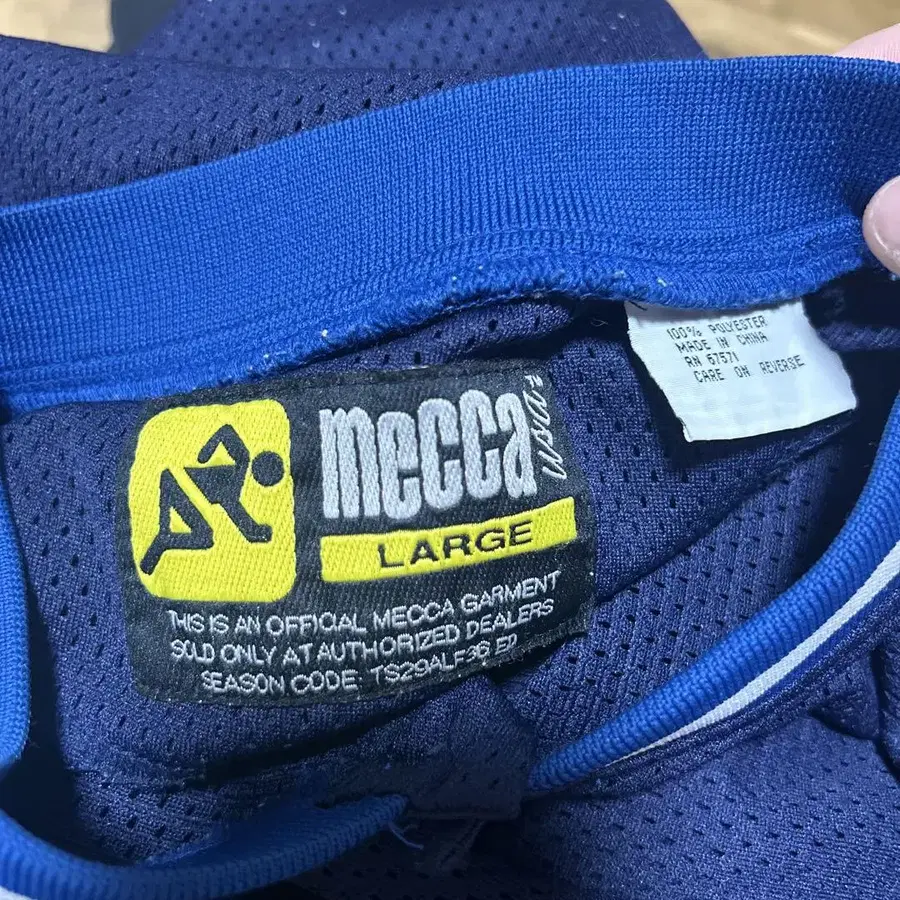 mecca
usa
LARGE
THIS IS AN OFFICIAL MECCA GARMENT
SOLD ONLY AT AUTHORIZED DEALERS
SEASON CODE: TS29ALF36 ED
100% POLYESTER
MADE IN CHINA
RN 67571
CARE ON REVERSE